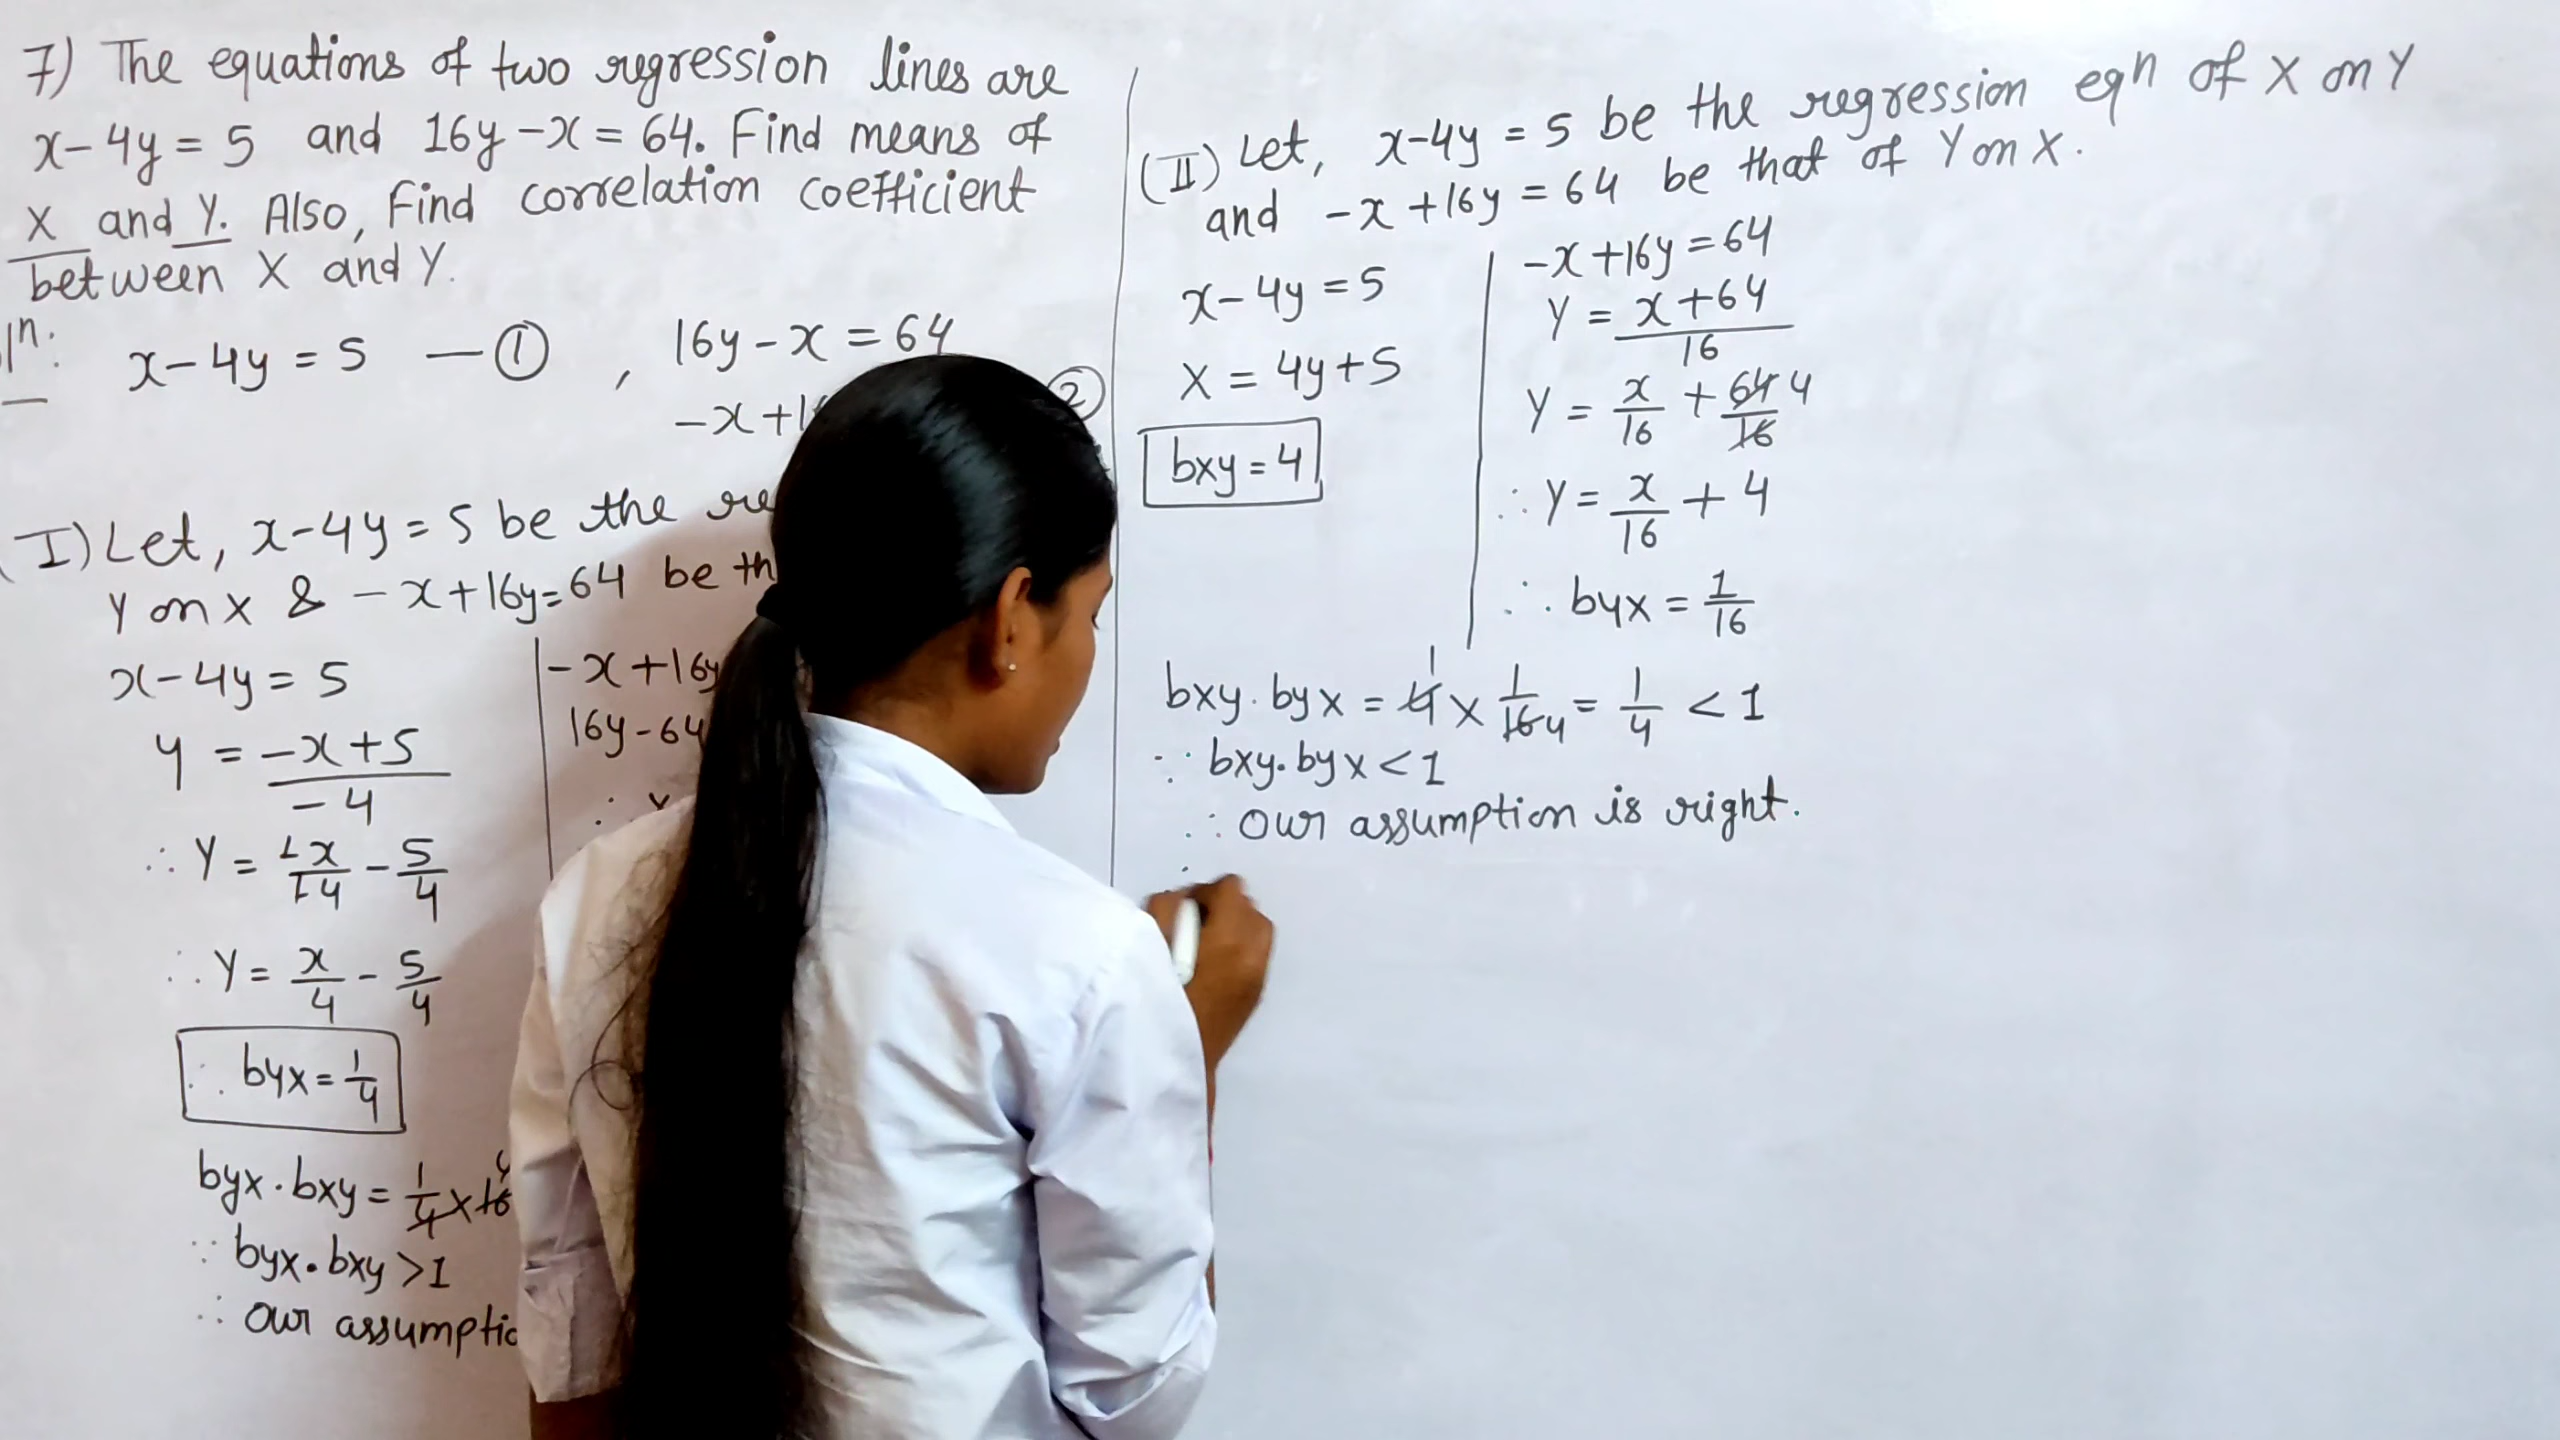 7) The equations of two regression lines are
x-4y = 5 and 16y-x = 64. Find means of
X and Y. Also, Find correlation coefficient
between X and Y.
ln:
x-4y = 5 — ① , 16y-x = 64
-x+1 ②
(I) Let, x-4y = 5 be the re
Y on X & -x+16y=64 be th
x-4y = 5
y = (-x+5)/-4
∴ Y = -x/-4 - 5/4
∴ Y = x/4 - 5/4
∴ byx = 1/4
-x+16y
16y-64
∴ x
byx · bxy = 1/4 x 16 4
∵ byx · bxy > 1
∴ our assumptio
(II) Let, x-4y = 5 be the regression eqn of X on Y
and -x+16y = 64 be that of Y on X.
x-4y = 5
X = 4y+5
bxy = 4
-x+16y = 64
Y = (x+64)/16
Y = x/16 + 64/16 4
∴ Y = x/16 + 4
∴ byx = 1/16
bxy · byx = 4 1 x 1/16 4 = 1/4 < 1
∵ bxy · byx < 1
∴ our assumption is right.